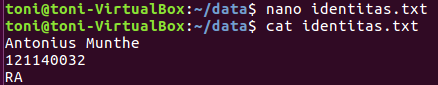 toni@toni-VirtualBox:~/data$ nano identitas.txt
toni@toni-VirtualBox:~/data$ cat identitas.txt
Antonius Munthe
121140032
RA